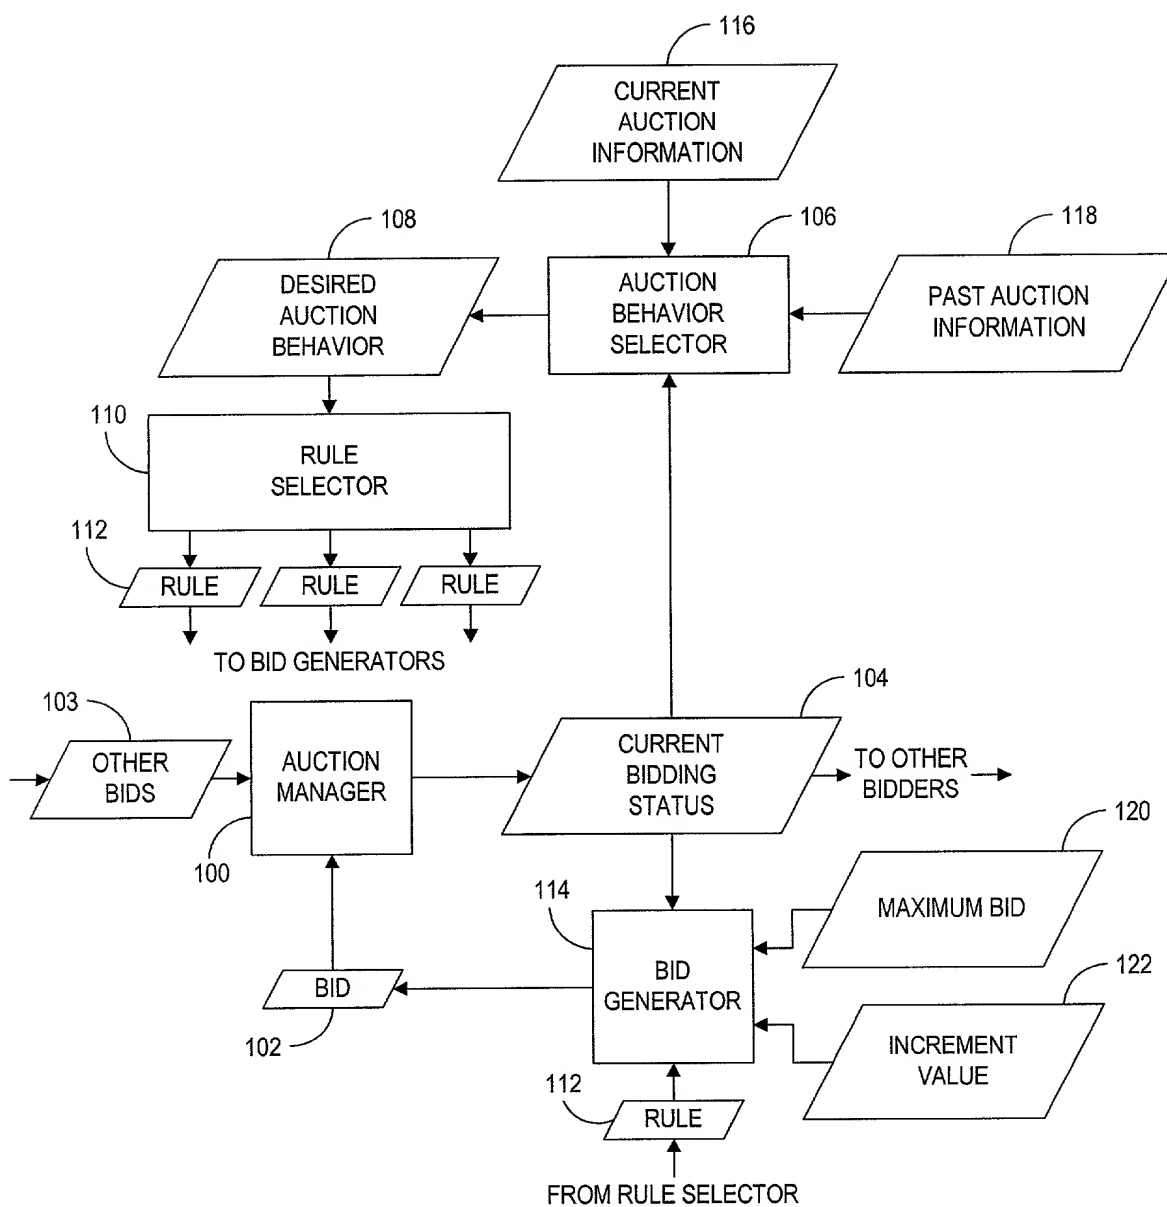 116
CURRENT
AUCTION
INFORMATION
108
106
118
DESIRED
AUCTION
BEHAVIOR
AUCTION
BEHAVIOR
SELECTOR
PAST AUCTION
INFORMATION
110
RULE
SELECTOR
112
RULE
RULE
RULE
TO BID GENERATORS
103
104
OTHER
BIDS
AUCTION
MANAGER
CURRENT
BIDDING
STATUS
TO OTHER
BIDDERS
100
120
114
MAXIMUM BID
BID
BID
GENERATOR
122
102
INCREMENT
VALUE
112
RULE
FROM RULE SELECTOR